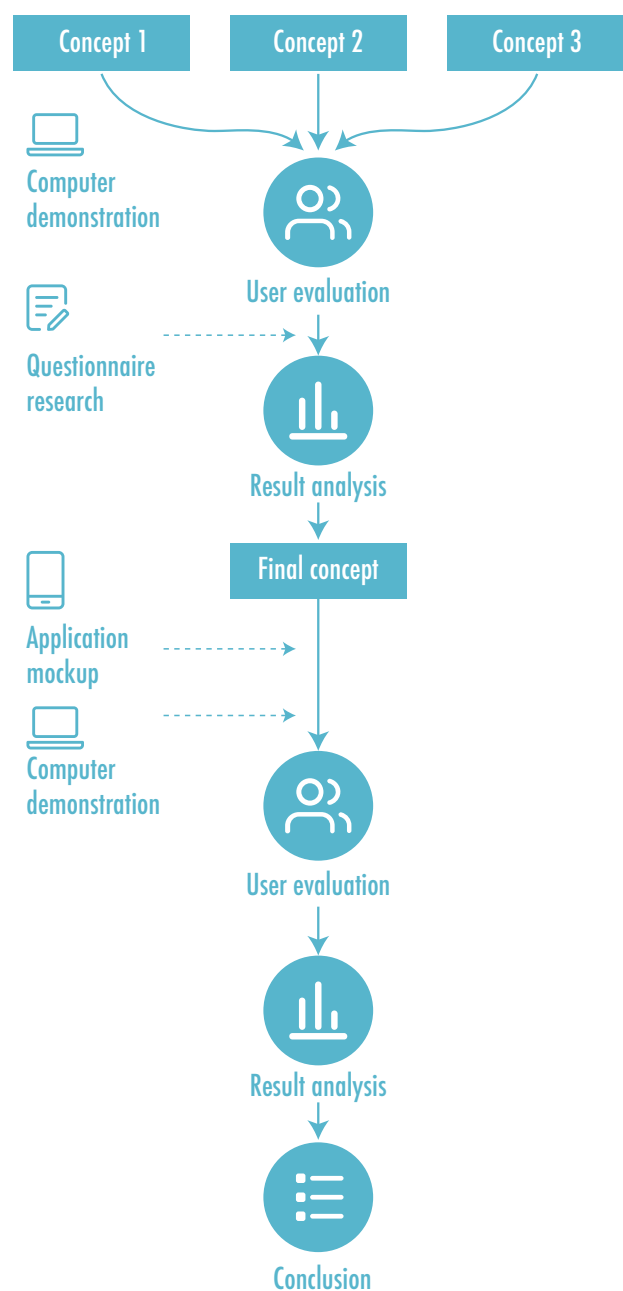 Concept 1
Concept 2
Concept 3
Computer
demonstration
User evaluation
Questionnaire
research
Result analysis
Final concept
Application
mockup
Computer
demonstration
User evaluation
Result analysis
Conclusion